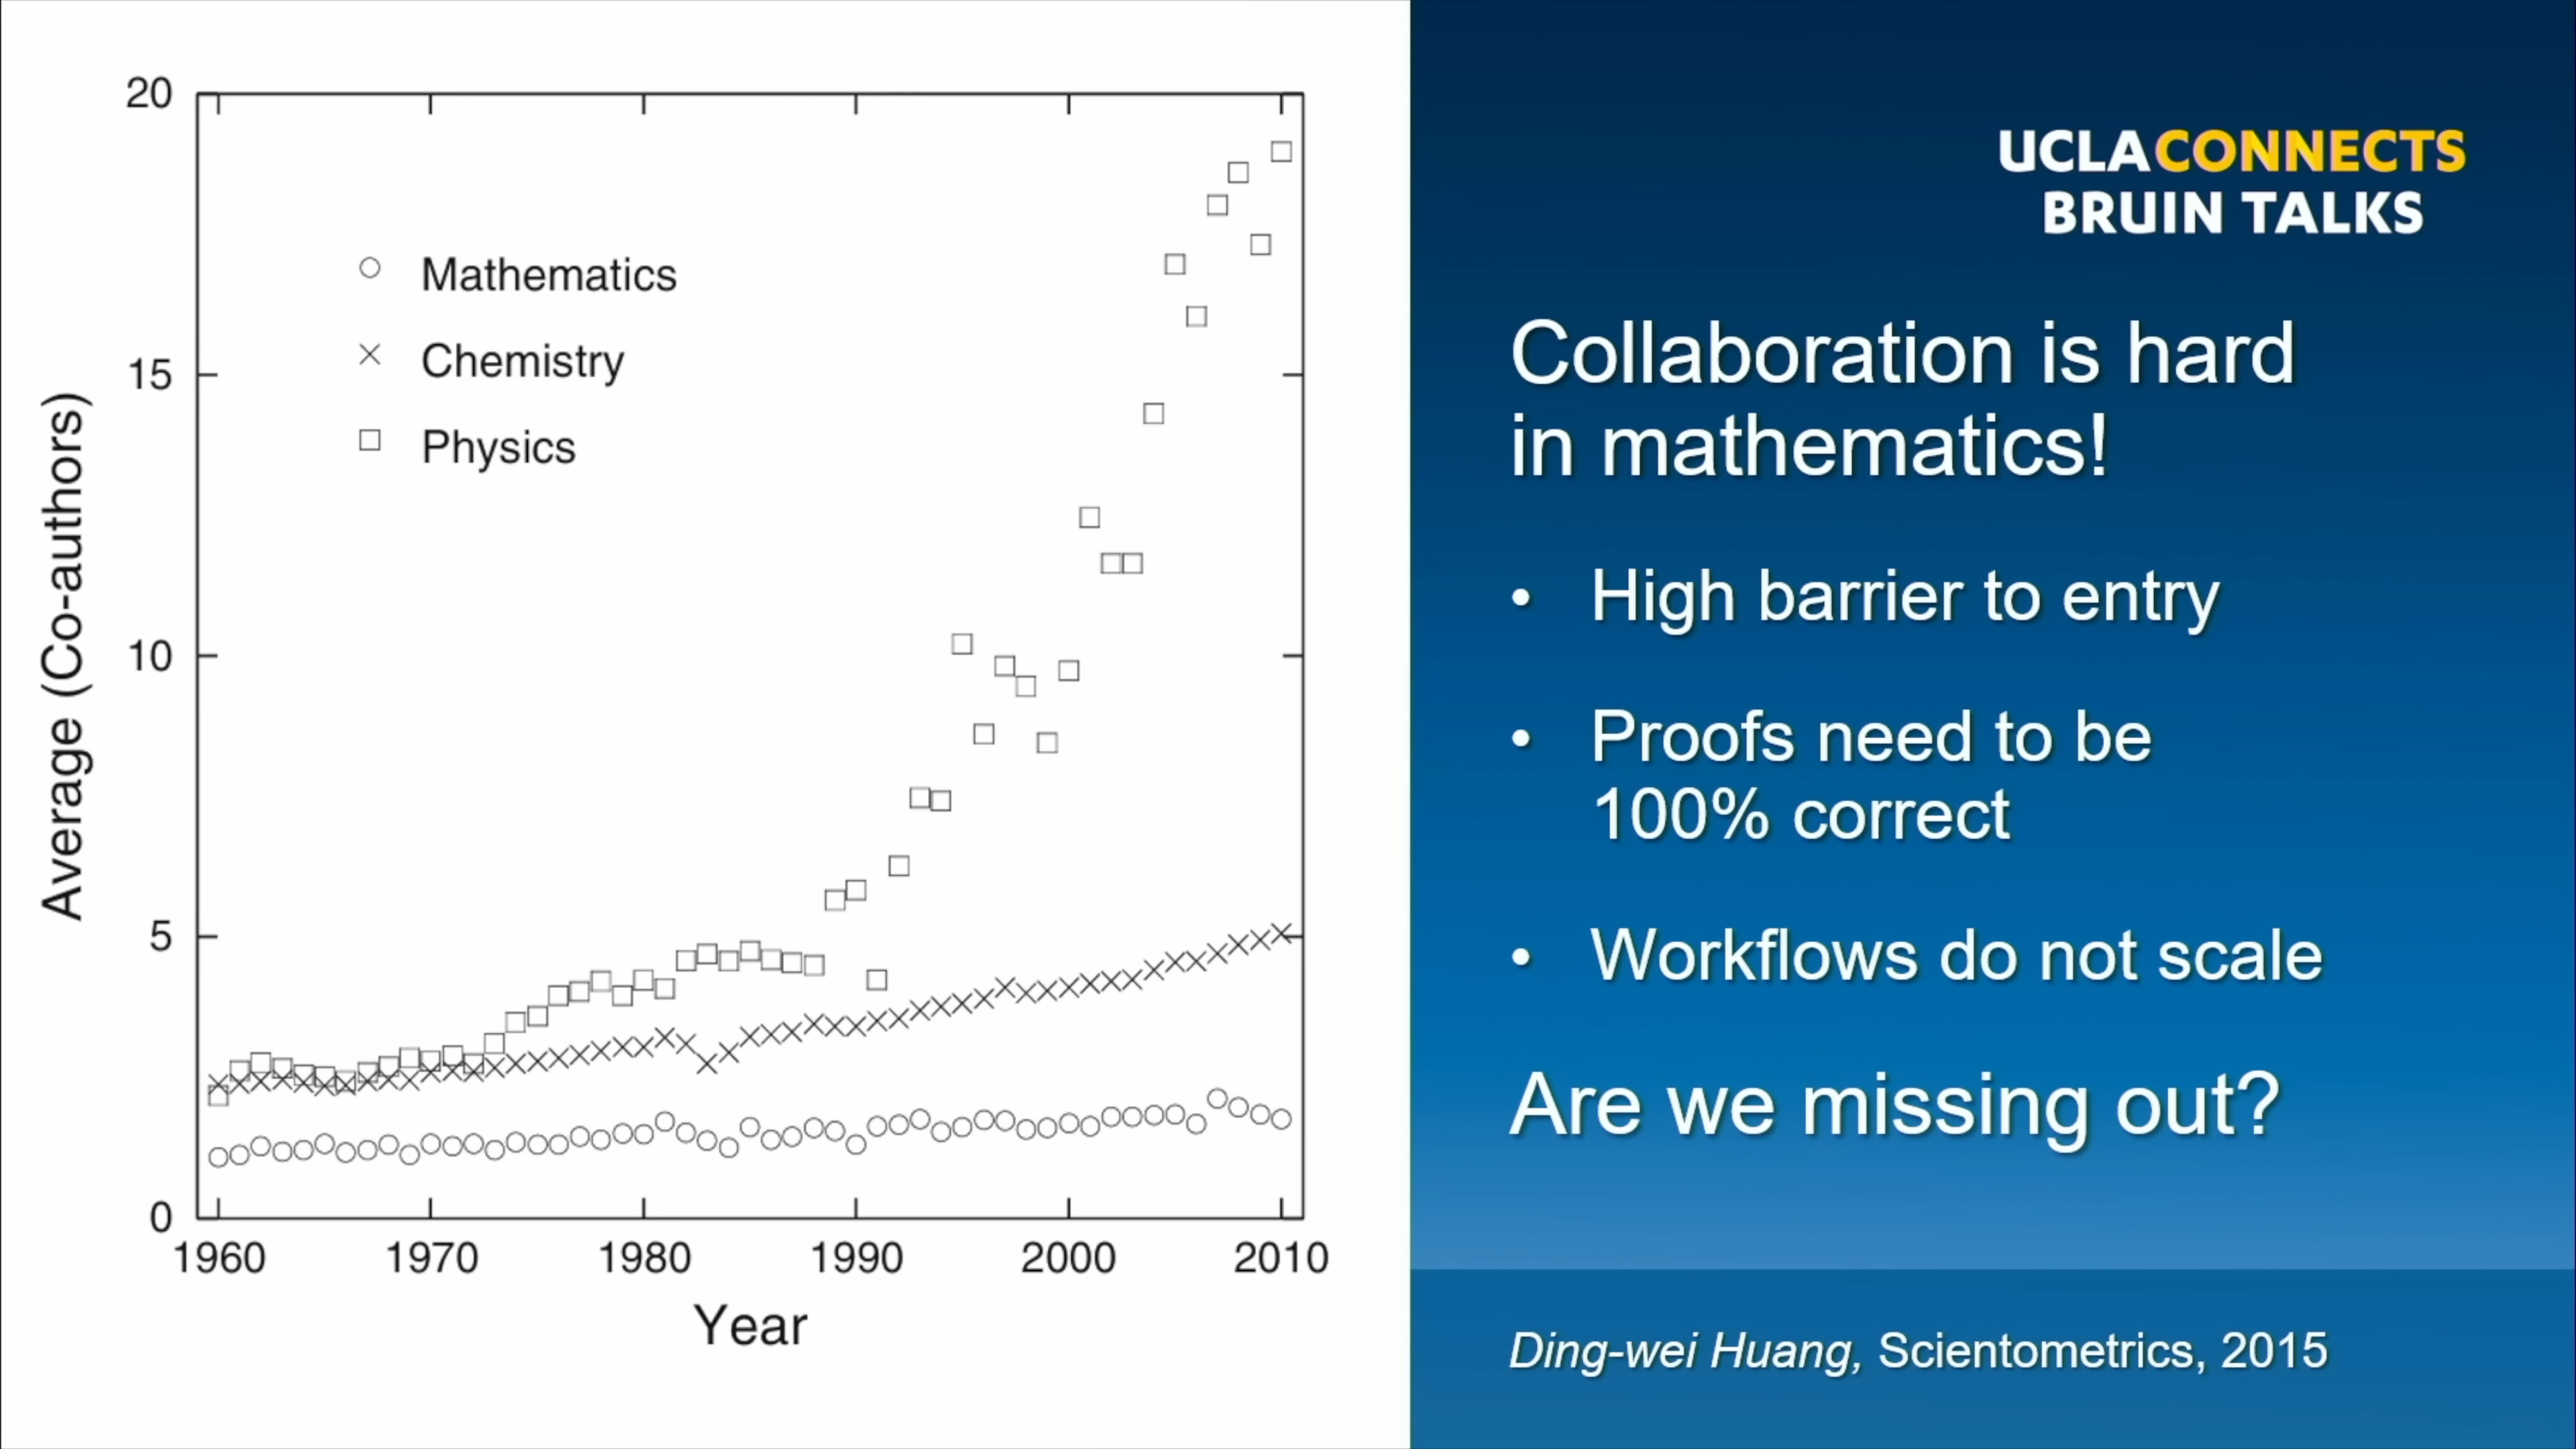 20
15
10
5
0
Average (Co-authors)
Mathematics
Chemistry
Physics
1960 1970 1980 1990 2000 2010
Year
UCLACONNECTS
BRUIN TALKS
Collaboration is hard
in mathematics!
• High barrier to entry
• Proofs need to be
100% correct
• Workflows do not scale
Are we missing out?
Ding-wei Huang, Scientometrics, 2015